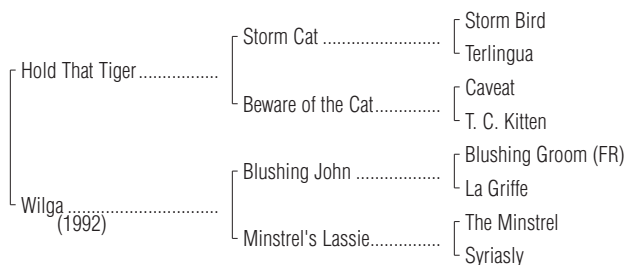 Storm Bird
Storm Cat ........................
Terlingua
Hold That Tiger................
Caveat
Beware of the Cat.............
T. C. Kitten
Blushing Groom (FR)
Blushing John .................
La Griffe
Wilga ..............................
(1992)
The Minstrel
Minstrel's Lassie..............
Syriasly